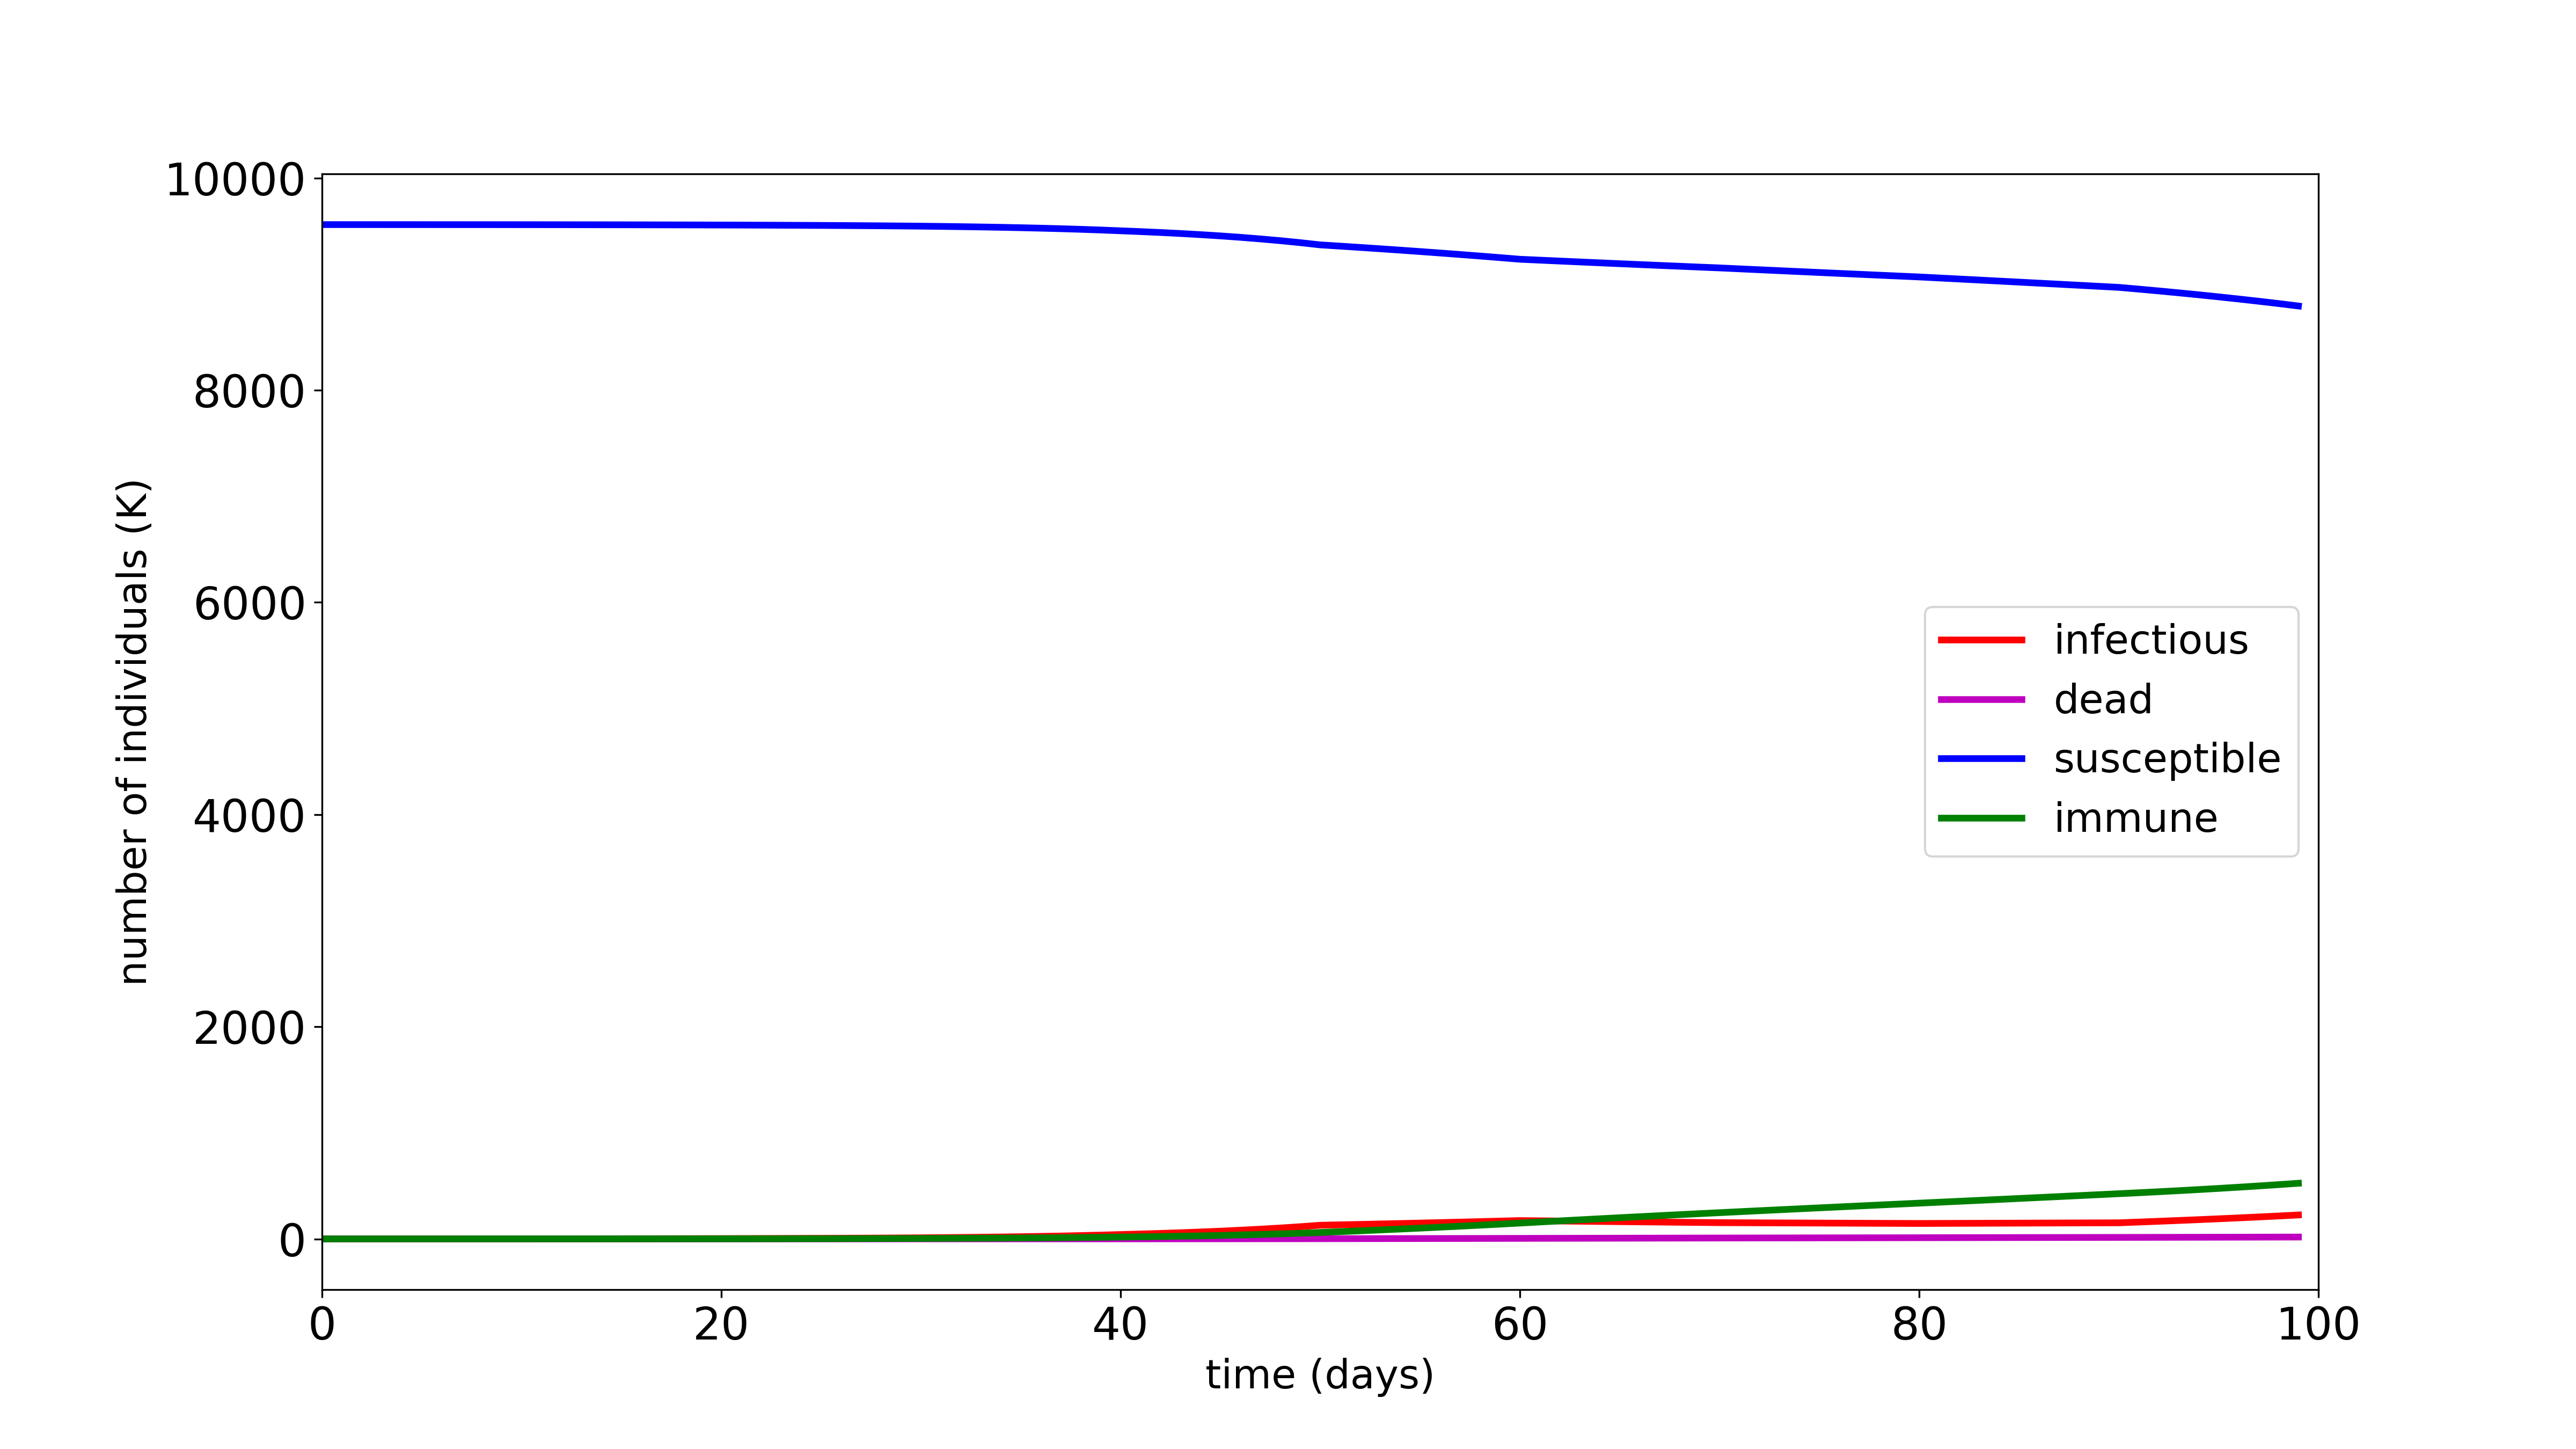 10000
8000
6000
4000
2000
0
number of individuals (K)
infectious
dead
susceptible
immune
0 20 40 60 80 100
time (days)